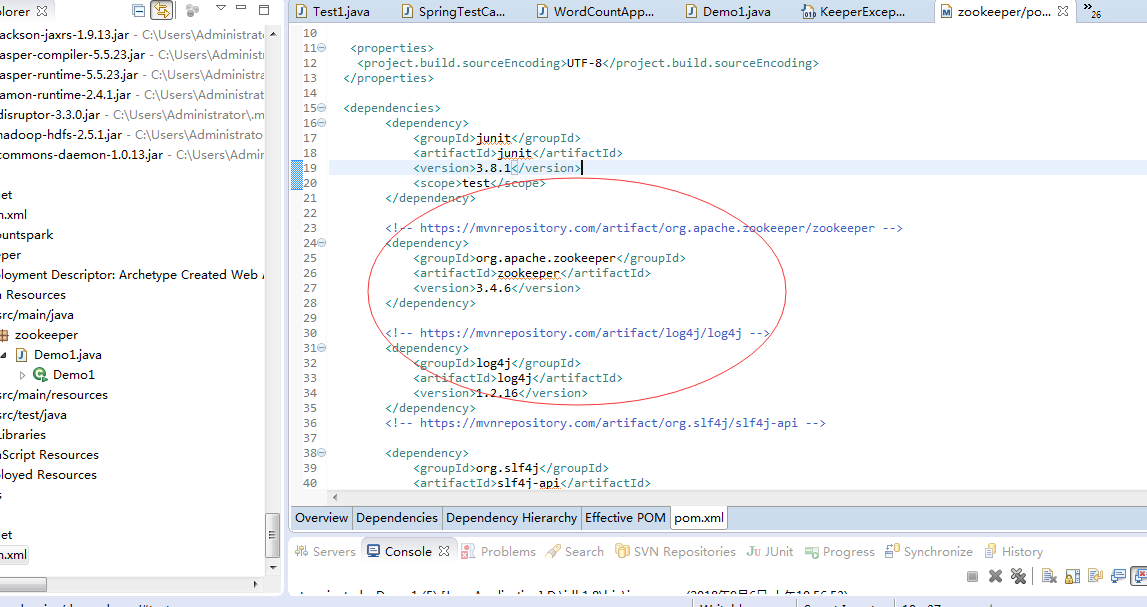 lorer
Test1.java
SpringTestCa...
WordCountApp...
Demo1.java
KeeperExcep...
zookeeper/po...
26
ackson-jaxrs-1.9.13.jar - C:\Users\Administrato
asper-compiler-5.5.23.jar - C:\Users\Administr
asper-runtime-5.5.23.jar - C:\Users\Administra
amon-runtime-2.4.1.jar - C:\Users\Administrat
disruptor-3.3.0.jar - C:\Users\Administrator\.m
hadoop-hdfs-2.5.1.jar - C:\Users\Administrato
commons-daemon-1.0.13.jar - C:\Users\Admin
et
n.xml
ountspark
eper
loyment Descriptor: Archetype Created Web
Resources
src/main/java
zookeeper
Demo1.java
Demo1
src/main/resources
src/test/java
Libraries
aScript Resources
loyed Resources
et
n.xml
10
11 <properties>
12 <project.build.sourceEncoding>UTF-8</project.build.sourceEncoding>
13 </properties>
14
15 <dependencies>
16 <dependency>
17 <groupId>junit</groupId>
18 <artifactId>junit</artifactId>
19 <version>3.8.1</version>
20 <scope>test</scope>
21 </dependency>
22
23 <!-- https://mvnrepository.com/artifact/org.apache.zookeeper/zookeeper -->
24 <dependency>
25 <groupId>org.apache.zookeeper</groupId>
26 <artifactId>zookeeper</artifactId>
27 <version>3.4.6</version>
28 </dependency>
29
30 <!-- https://mvnrepository.com/artifact/log4j/log4j -->
31 <dependency>
32 <groupId>log4j</groupId>
33 <artifactId>log4j</artifactId>
34 <version>1.2.16</version>
35 </dependency>
36 <!-- https://mvnrepository.com/artifact/org.slf4j/slf4j-api -->
37
38 <dependency>
39 <groupId>org.slf4j</groupId>
40 <artifactId>slf4j-api</artifactId>
Overview Dependencies Dependency Hierarchy Effective POM pom.xml
Servers Console Problems Search SVN Repositories JUnit Progress Synchronize History